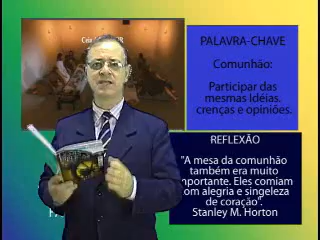 PALAVRA-CHAVE
Comunhão:
Participar das
mesmas Idéias,
crenças e opiniões.
REFLEXÃO
"A mesa da comunhão
também era muito
importante. Eles comiam
com alegria e singeleza
de coração".
Stanley M. Horton